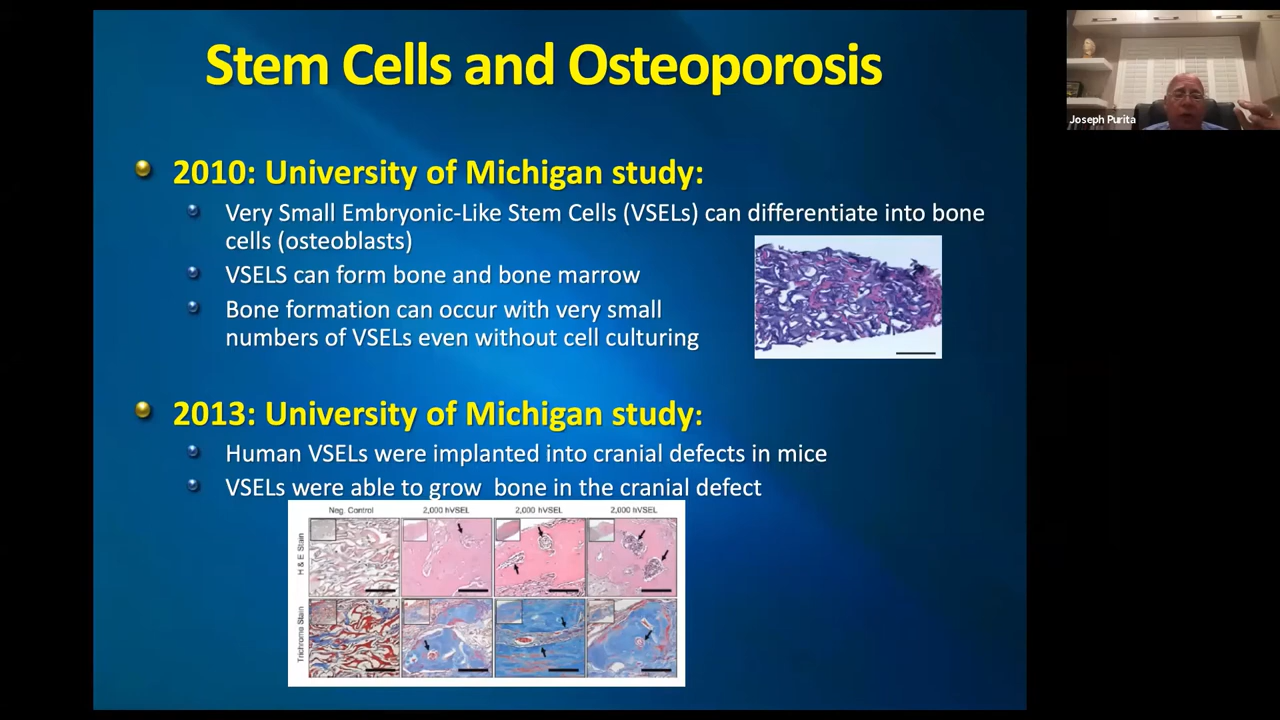 Stem Cells and Osteoporosis
Joseph Purita
2010: University of Michigan study:
Very Small Embryonic-Like Stem Cells (VSELs) can differentiate into bone
cells (osteoblasts)
VSELS can form bone and bone marrow
Bone formation can occur with very small
numbers of VSELs even without cell culturing
2013: University of Michigan study:
Human VSELs were implanted into cranial defects in mice
VSELs were able to grow  bone in the cranial defect
Neg. Control
2,000 hVSEL
2,000 hVSEL
2,000 hVSEL
H & E Stain
Trichrome Stain